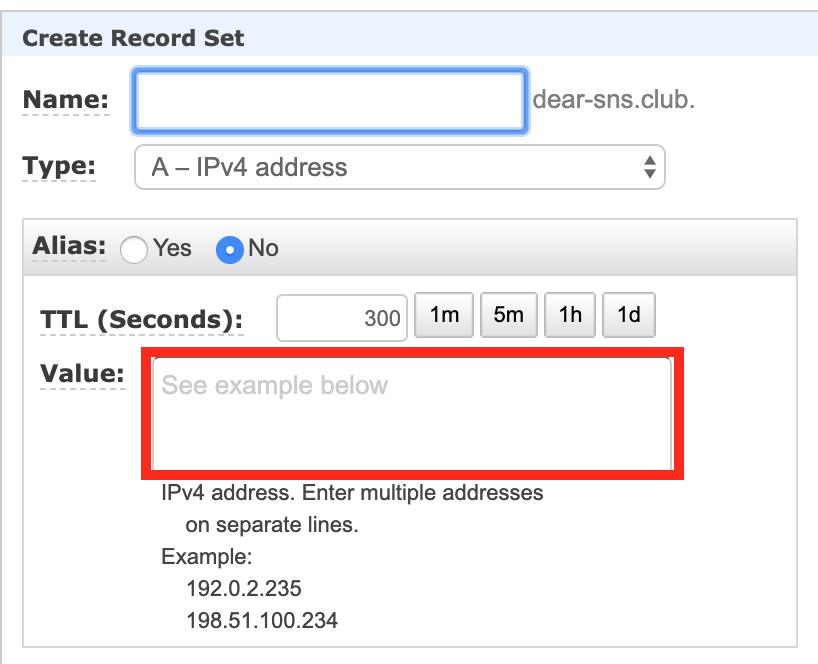 Create Record Set
Name: dear-sns.club.
Type: A – IPv4 address
Alias: Yes No
TTL (Seconds): 300 1m 5m 1h 1d
Value: See example below
IPv4 address. Enter multiple addresses
on separate lines.
Example:
192.0.2.235
198.51.100.234